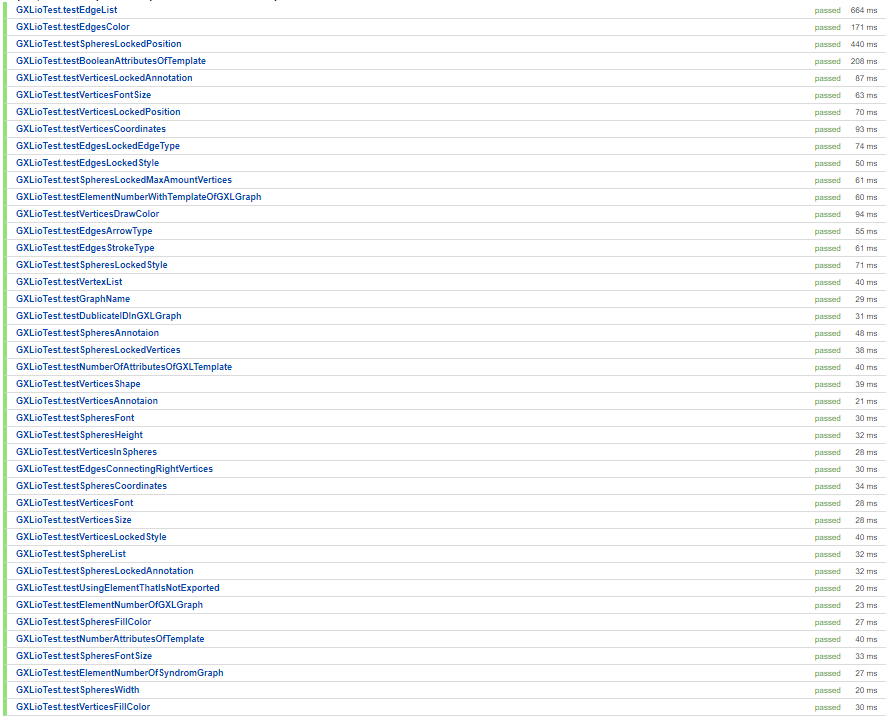 GXLioTest.testEdgeList passed 664 ms
GXLioTest.testEdgesColor passed 171 ms
GXLioTest.testSpheresLockedPosition passed 440 ms
GXLioTest.testBooleanAttributesOfTemplate passed 208 ms
GXLioTest.testVerticesLockedAnnotation passed 87 ms
GXLioTest.testVerticesFontSize passed 63 ms
GXLioTest.testVerticesLockedPosition passed 70 ms
GXLioTest.testVerticesCoordinates passed 93 ms
GXLioTest.testEdgesLockedEdgeType passed 74 ms
GXLioTest.testEdgesLockedStyle passed 50 ms
GXLioTest.testSpheresLockedMaxAmountVertices passed 61 ms
GXLioTest.testElementNumberWithTemplateOfGXLGraph passed 60 ms
GXLioTest.testVerticesDrawColor passed 94 ms
GXLioTest.testEdgesArrowType passed 55 ms
GXLioTest.testEdgesStrokeType passed 61 ms
GXLioTest.testSpheresLockedStyle passed 71 ms
GXLioTest.testVertexList passed 40 ms
GXLioTest.testGraphName passed 29 ms
GXLioTest.testDublicateIDInGXLGraph passed 31 ms
GXLioTest.testSpheresAnnotaion passed 48 ms
GXLioTest.testSpheresLockedVertices passed 38 ms
GXLioTest.testNumberOfAttributesOfGXLTemplate passed 40 ms
GXLioTest.testVerticesShape passed 39 ms
GXLioTest.testVerticesAnnotaion passed 21 ms
GXLioTest.testSpheresFont passed 30 ms
GXLioTest.testSpheresHeight passed 32 ms
GXLioTest.testVerticesInSpheres passed 28 ms
GXLioTest.testEdgesConnectingRightVertices passed 30 ms
GXLioTest.testSpheresCoordinates passed 34 ms
GXLioTest.testVerticesFont passed 28 ms
GXLioTest.testVerticesSize passed 28 ms
GXLioTest.testVerticesLockedStyle passed 40 ms
GXLioTest.testSphereList passed 32 ms
GXLioTest.testSpheresLockedAnnotation passed 32 ms
GXLioTest.testUsingElementThatIsNotExported passed 20 ms
GXLioTest.testElementNumberOfGXLGraph passed 23 ms
GXLioTest.testSpheresFillColor passed 27 ms
GXLioTest.testNumberAttributesOfTemplate passed 40 ms
GXLioTest.testSpheresFontSize passed 33 ms
GXLioTest.testElementNumberOfSyndromGraph passed 27 ms
GXLioTest.testSpheresWidth passed 20 ms
GXLioTest.testVerticesFillColor passed 30 ms